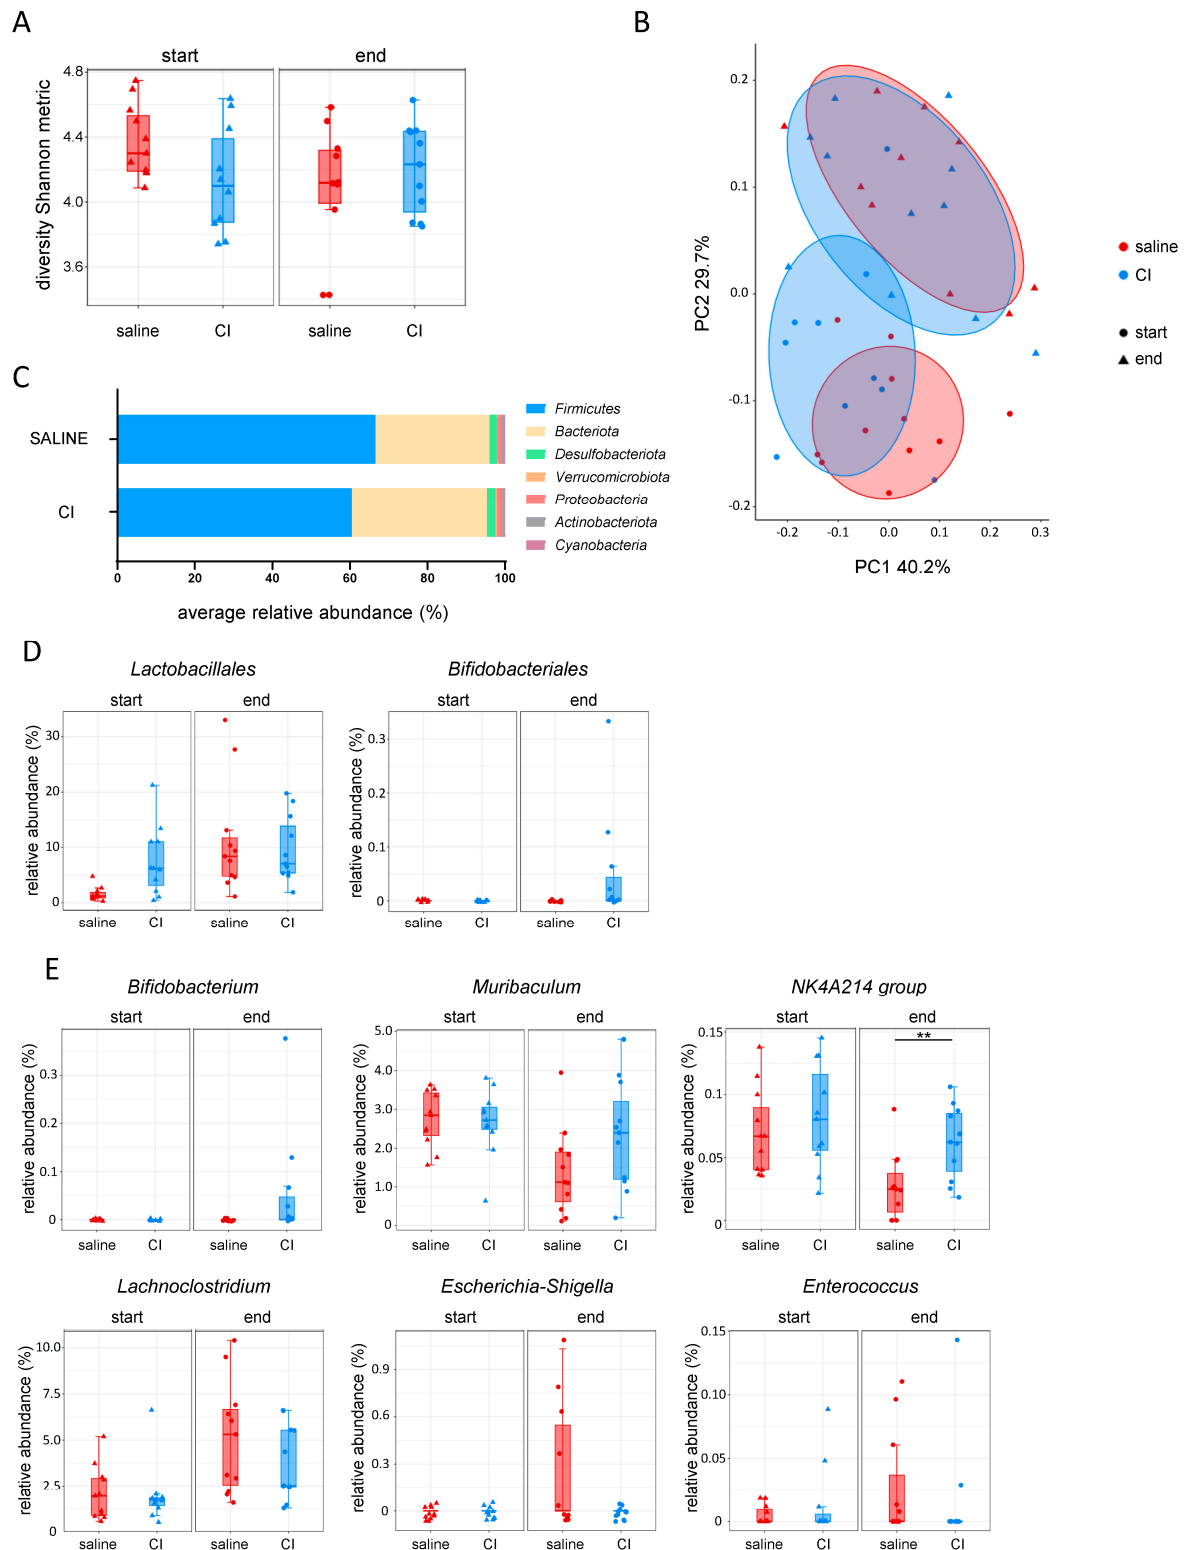 A
start
end
diversity Shannon metric
4.8
4.4
4.0
3.6
saline
CI
saline
CI
B
PC2 29.7%
0.2
0.1
0.0
-0.1
-0.2
-0.2
-0.1
0.0
0.1
0.2
0.3
PC1 40.2%
saline
CI
start
end
C
SALINE
CI
0
20
40
60
80
100
average relative abundance (%)
Firmicutes
Bacteriota
Desulfobacteriota
Verrucomicrobiota
Proteobacteria
Actinobacteriota
Cyanobacteria
D
Lactobacillales
start
end
relative abundance (%)
30
20
10
0
saline
CI
saline
CI
Bifidobacteriales
start
end
relative abundance (%)
0.3
0.2
0.1
0
saline
CI
saline
CI
E
Bifidobacterium
start
end
relative abundance (%)
0.3
0.2
0.1
0
saline
CI
saline
CI
Muribaculum
start
end
relative abundance (%)
5.0
4.0
3.0
2.0
1.0
0
saline
CI
saline
CI
NK4A214 group
start
end
relative abundance (%)
0.15
0.1
0.05
0
**
saline
CI
saline
CI
Lachnoclostridium
start
end
relative abundance (%)
10.0
7.5
5.0
2.5
0
saline
CI
saline
CI
Escherichia-Shigella
start
end
relative abundance (%)
0.9
0.6
0.3
0
saline
CI
saline
CI
Enterococcus
start
end
relative abundance (%)
0.15
0.10
0.05
0
saline
CI
saline
CI